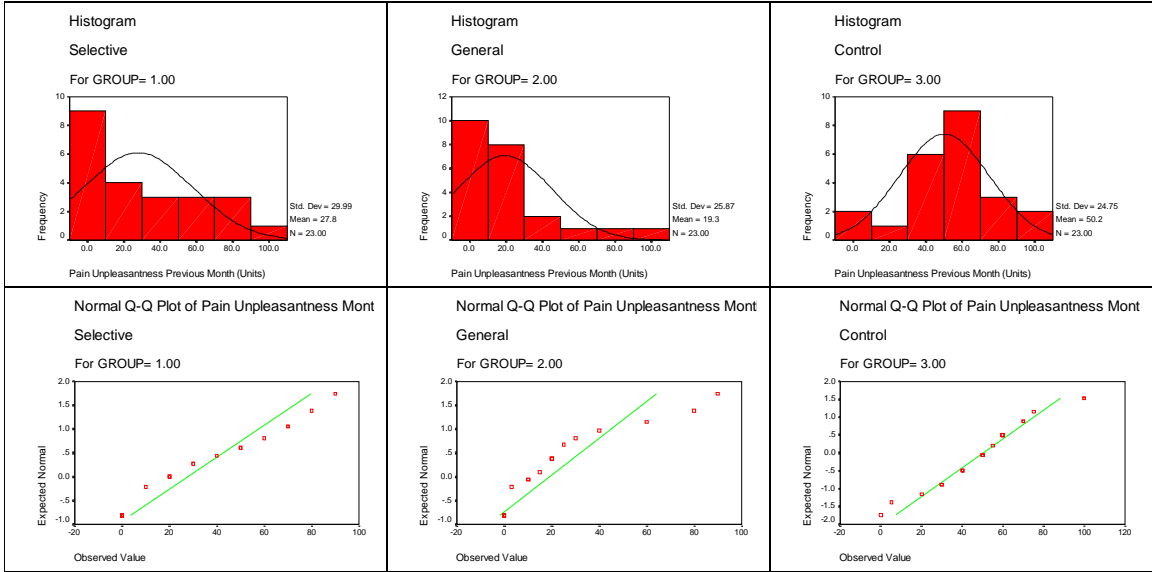 Histogram
Selective
For GROUP= 1.00
Frequency
10
8
6
4
2
0
0.0 20.0 40.0 60.0 80.0 100.0
Std. Dev = 29.99
Mean = 27.8
N = 23.00
Pain Unpleasantness Previous Month (Units)
Histogram
General
For GROUP= 2.00
Frequency
12
10
8
6
4
2
0
0.0 20.0 40.0 60.0 80.0 100.0
Std. Dev = 25.87
Mean = 19.3
N = 23.00
Pain Unpleasantness Previous Month (Units)
Histogram
Control
For GROUP= 3.00
Frequency
10
8
6
4
2
0
0.0 20.0 40.0 60.0 80.0 100.0
Std. Dev = 24.75
Mean = 50.2
N = 23.00
Pain Unpleasantness Previous Month (Units)
Normal Q-Q Plot of Pain Unpleasantness Mont
Selective
For GROUP= 1.00
Expected Normal
2.0
1.5
1.0
.5
0.0
-.5
-1.0
-20 0 20 40 60 80 100
Observed Value
Normal Q-Q Plot of Pain Unpleasantness Mont
General
For GROUP= 2.00
Expected Normal
2.0
1.5
1.0
.5
0.0
-.5
-1.0
-20 0 20 40 60 80 100
Observed Value
Normal Q-Q Plot of Pain Unpleasantness Mont
Control
For GROUP= 3.00
Expected Normal
2.0
1.5
1.0
.5
0.0
-.5
-1.0
-1.5
-2.0
-20 0 20 40 60 80 100 120
Observed Value